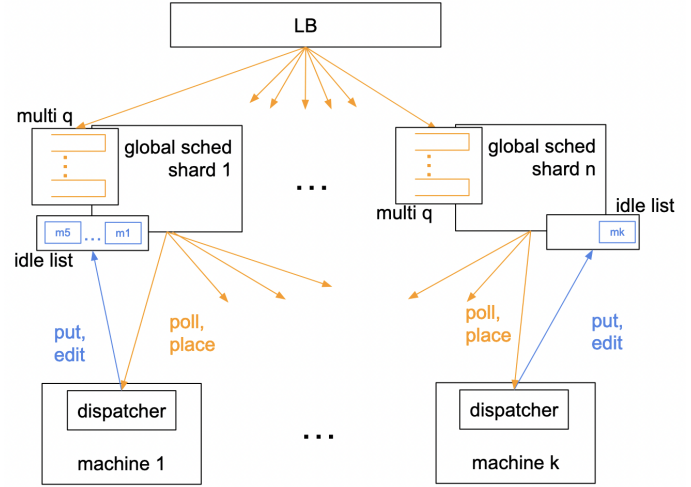 LB
multi q
global sched
shard 1
...
multi q
global sched
shard n
m5
...
m1
idle list
idle list
mk
put,
edit
poll,
place
poll,
place
put,
edit
dispatcher
machine 1
...
dispatcher
machine k